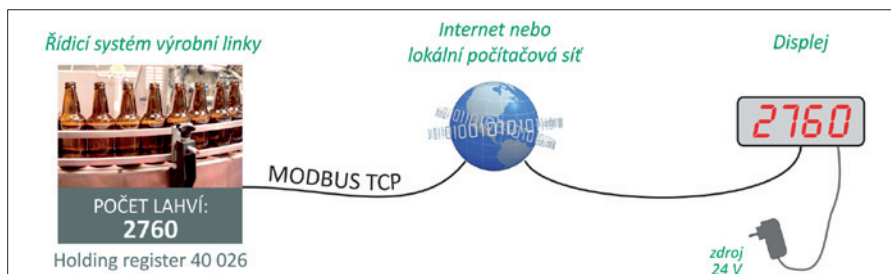 Řídicí systém výrobní linky
Internet nebo
lokální počítačová síť
Displej
2760
MODBUS TCP
POČET LAHVÍ:
2760
Holding register 40 026
zdroj
24 V